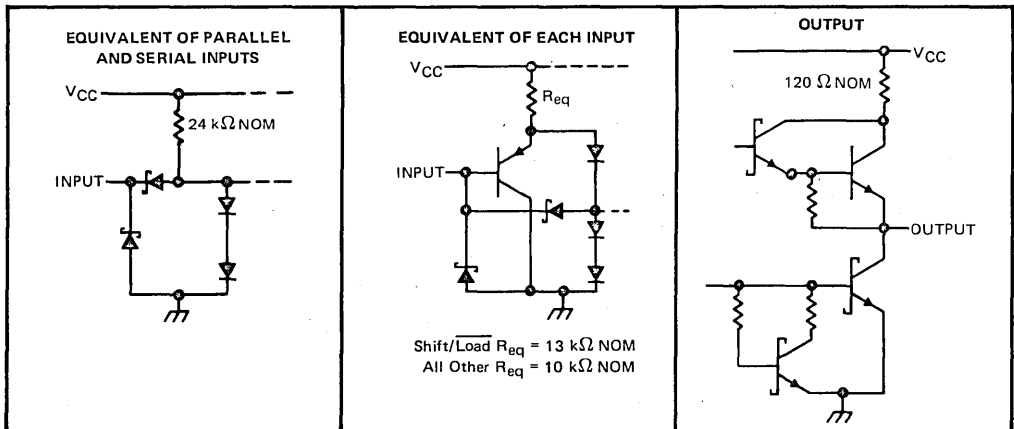 EQUIVALENT OF PARALLEL
AND SERIAL INPUTS
VCC
24 kΩ NOM
INPUT
EQUIVALENT OF EACH INPUT
VCC
Req
INPUT
Shift/Load Req = 13 kΩ NOM
All Other Req = 10 kΩ NOM
OUTPUT
VCC
120 Ω NOM
OUTPUT